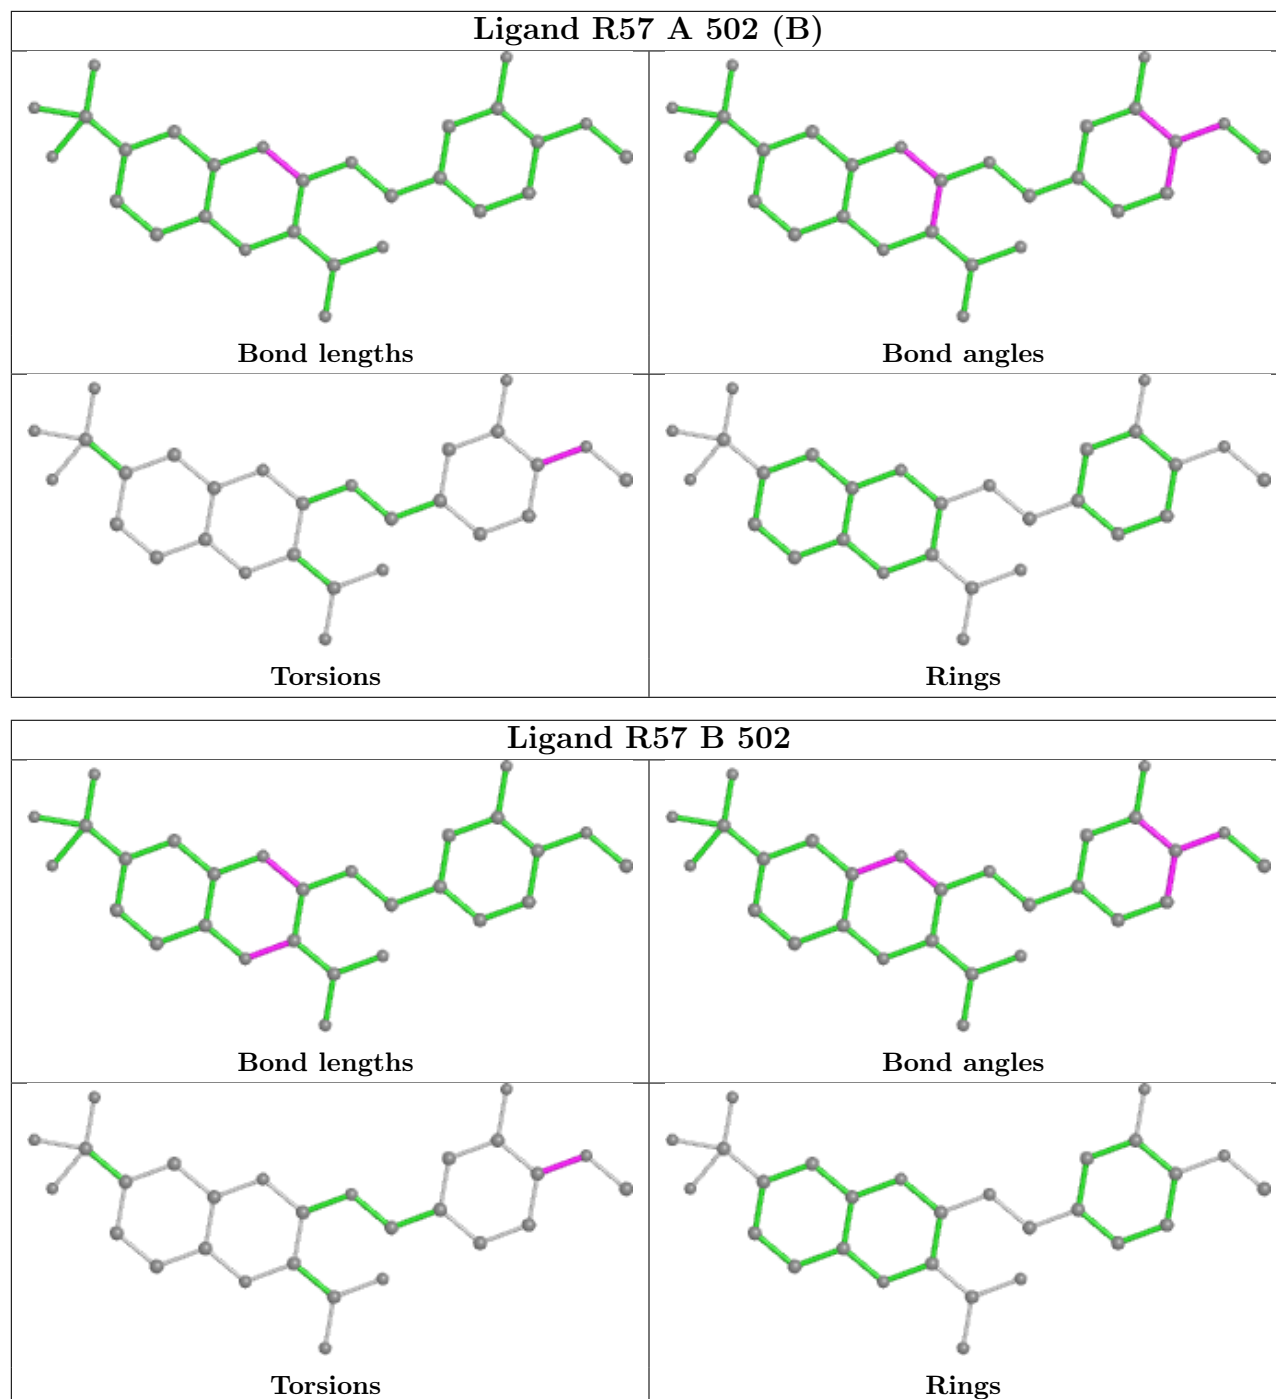 Ligand R57 A 502 (B)
Bond lengths
Bond angles
Torsions
Rings
Ligand R57 B 502
Bond lengths
Bond angles
Torsions
Rings